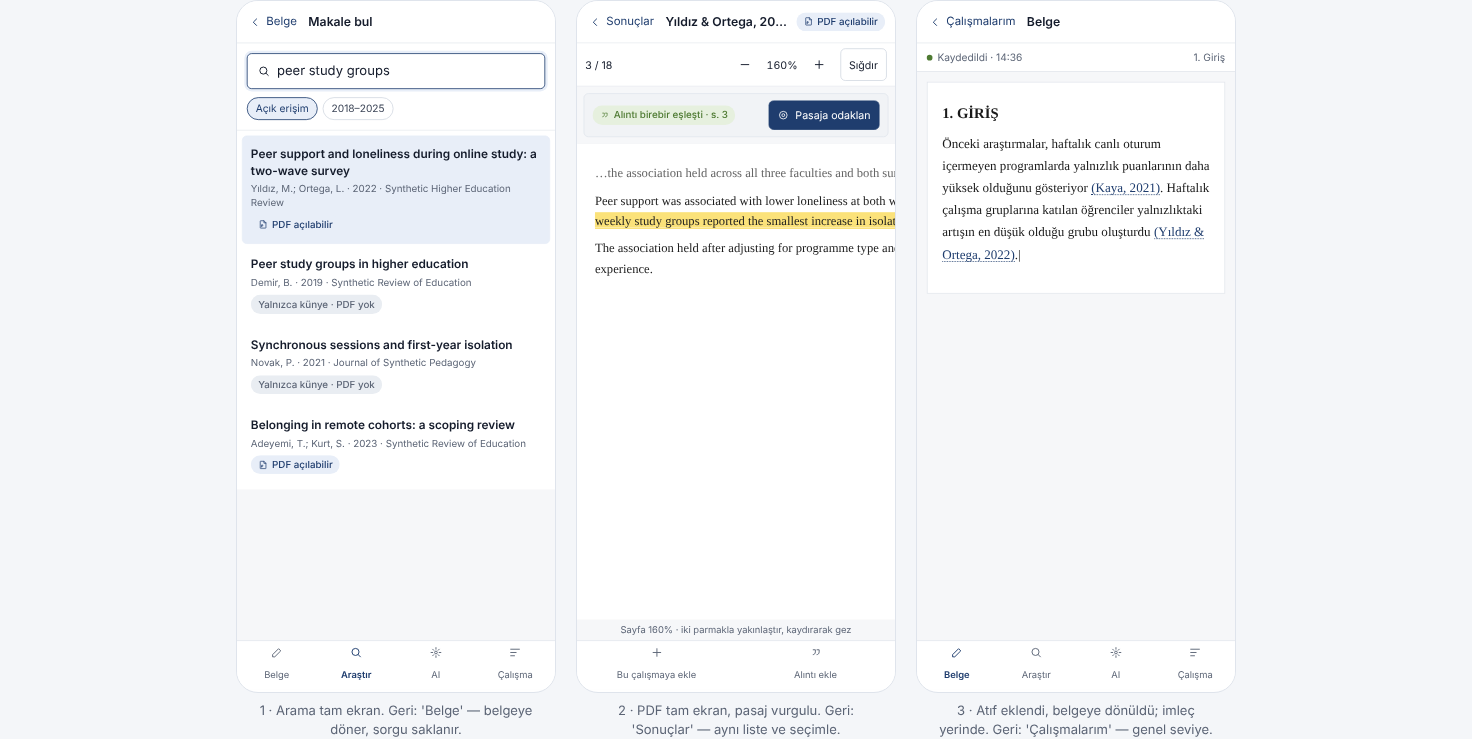 Belge
Makale bul
peer study groups
Açık erişim
2018–2025
Peer support and loneliness during online study: a
two-wave survey
Yıldız, M.; Ortega, L. · 2022 · Synthetic Higher Education
Review
PDF açılabilir
Peer study groups in higher education
Demir, B. · 2019 · Synthetic Review of Education
Yalnızca künye · PDF yok
Synchronous sessions and first-year isolation
Novak, P. · 2021 · Journal of Synthetic Pedagogy
Yalnızca künye · PDF yok
Belonging in remote cohorts: a scoping review
Adeyemi, T.; Kurt, S. · 2023 · Synthetic Review of Education
PDF açılabilir
Belge
Araştır
AI
Çalışma
1 · Arama tam ekran. Geri: 'Belge' — belgeye
döner, sorgu saklanır.
Sonuçlar
Yıldız & Ortega, 20...
PDF açılabilir
3 / 18
160%
Sığdır
Alıntı birebir eşleşti · s. 3
Pasaja odaklan
…the association held across all three faculties and both sur
Peer support was associated with lower loneliness at both w
weekly study groups reported the smallest increase in isolat
The association held after adjusting for programme type and
experience.
Sayfa 160% · iki parmakla yakınlaştır, kaydırarak gez
Bu çalışmaya ekle
Alıntı ekle
2 · PDF tam ekran, pasaj vurgulu. Geri:
'Sonuçlar' — aynı liste ve seçimle.
Çalışmalarım
Belge
Kaydedildi · 14:36
1. Giriş
1. GİRİŞ
Önceki araştırmalar, haftalık canlı oturum
içermeyen programlarda yalnızlık puanlarının daha
yüksek olduğunu gösteriyor (Kaya, 2021). Haftalık
çalışma gruplarına katılan öğrenciler yalnızlıktaki
artışın en düşük olduğu grubu oluşturdu (Yıldız &
Ortega, 2022).
Belge
Araştır
AI
Çalışma
3 · Atıf eklendi, belgeye dönüldü; imleç
yerinde. Geri: 'Çalışmalarım' — genel seviye.